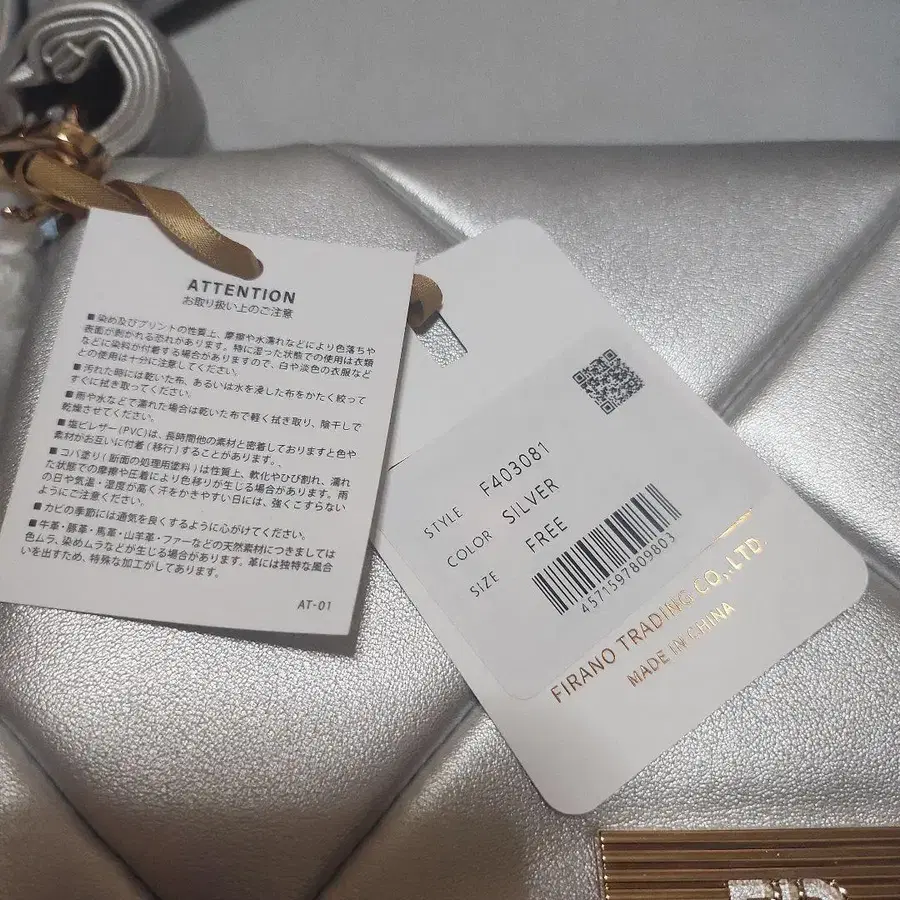 ATTENTION
お取り扱い上のご注意
■染め及びプリントの性質上、摩擦や水濡れなどにより色落ちや
表面が剥がれる恐れがあります。特に湿った状態での使用は衣類
などに染料が付着する場合がありますので、白や淡色の衣服など
との使用は十分に注意してください。
■汚れた時には乾いた布、あるいは水を浸した布をかたく絞って
すぐに拭き取ってください。
■雨や水などで濡れた場合は乾いた布で軽く拭き取り、陰干しで
乾燥させてください。
■塩ビレザー(PVC)は、長時間他の素材と密着しておりますと色や
素材がお互いに付着(移行)することがあります。、
■コバ塗り(断面の処理用塗料)は性質上、軟化やひび割れ、濡れ
た状態での摩擦や圧着により色移りが生じる場合があります。雨
の日や気温・湿度が高く汗をかきやすい日には、強くこすらない
ようにご注意ください。
■カビの季節には通気を良くするように心がけてください。
■牛革・豚革・馬革・山羊革・ファーなどの天然素材につきましては
色ムラ、染めムラなどが生じる場合があります。革には独特な風合
いを出すため、特殊な加工がしてあります。
AT-01
STYLE F403081
COLOR SILVER
SIZE FREE
4571597809803
FIRANO TRADING CO.,LTD.
MADE IN CHINA